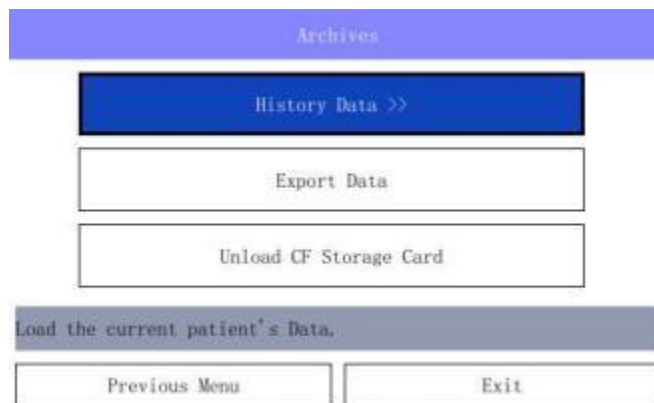 Archives
History Data >>
Export Data
Unload CF Storage Card
Load the current patient's Data.
Previous Menu
Exit